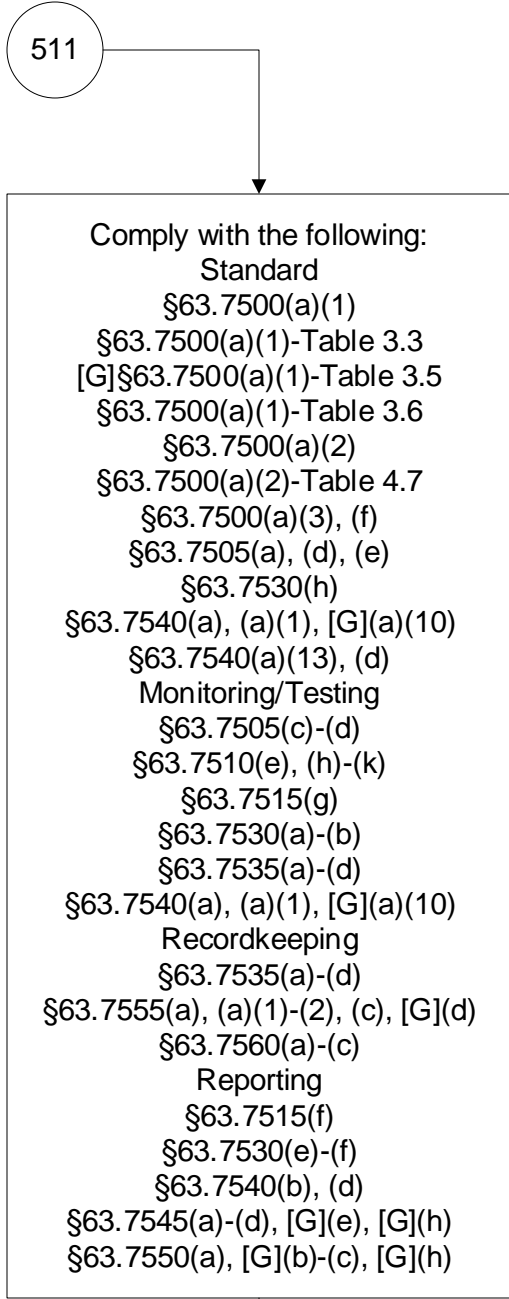 511
Comply with the following:
Standard
§63.7500(a)(1)
§63.7500(a)(1)-Table 3.3
[G]§63.7500(a)(1)-Table 3.5
§63.7500(a)(1)-Table 3.6
§63.7500(a)(2)
§63.7500(a)(2)-Table 4.7
§63.7500(a)(3), (f)
§63.7505(a), (d), (e)
§63.7530(h)
§63.7540(a), (a)(1), [G](a)(10)
§63.7540(a)(13), (d)
Monitoring/Testing
§63.7505(c)-(d)
§63.7510(e), (h)-(k)
§63.7515(g)
§63.7530(a)-(b)
§63.7535(a)-(d)
§63.7540(a), (a)(1), [G](a)(10)
Recordkeeping
§63.7535(a)-(d)
§63.7555(a), (a)(1)-(2), (c), [G](d)
§63.7560(a)-(c)
Reporting
§63.7515(f)
§63.7530(e)-(f)
§63.7540(b), (d)
§63.7545(a)-(d), [G](e), [G](h)
§63.7550(a), [G](b)-(c), [G](h)